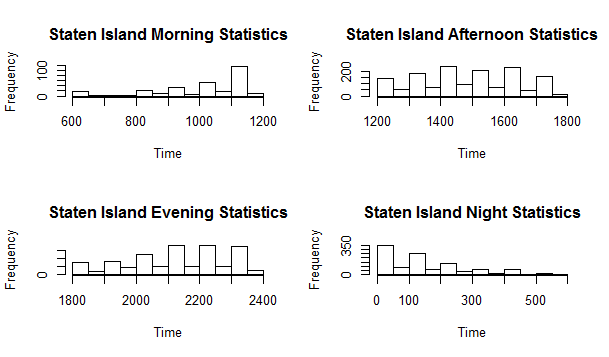 Staten Island Morning Statistics
Frequency
0 100
600 800 1000 1200
Time
Staten Island Afternoon Statistics
Frequency
0 200
1200 1400 1600 1800
Time
Staten Island Evening Statistics
Frequency
0
1800 2000 2200 2400
Time
Staten Island Night Statistics
Frequency
0 350
0 100 300 500
Time